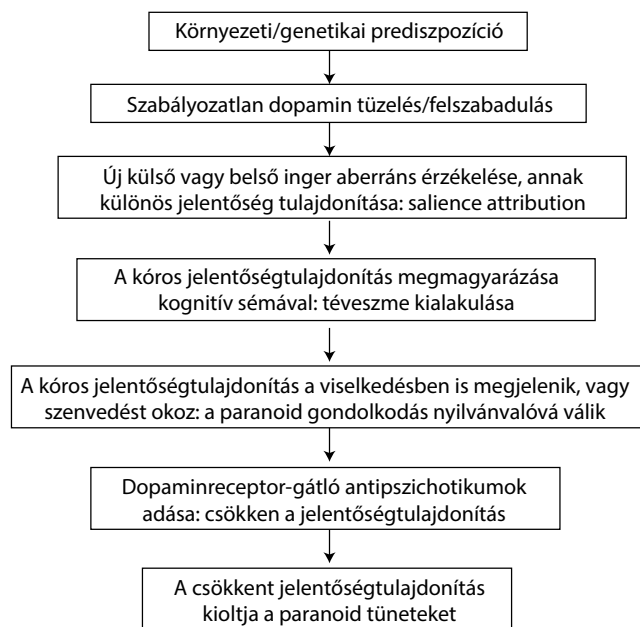 Környezeti/genetikai prediszpozíció
Szabályozatlan dopamin tüzelés/felszabadulás
Új külső vagy belső inger aberráns érzékelése, annak
különös jelentőség tulajdonítása: salience attribution
A kóros jelentőségtulajdonítás megmagyarázása
kognitív sémával: téveszme kialakulása
A kóros jelentőségtulajdonítás a viselkedésben is megjelenik, vagy
szenvedést okoz: a paranoid gondolkodás nyilvánvalóvá válik
Dopaminreceptor-gátló antipszichotikumok
adása: csökken a jelentőségtulajdonítás
A csökkent jelentőségtulajdonítás
kioltja a paranoid tüneteket